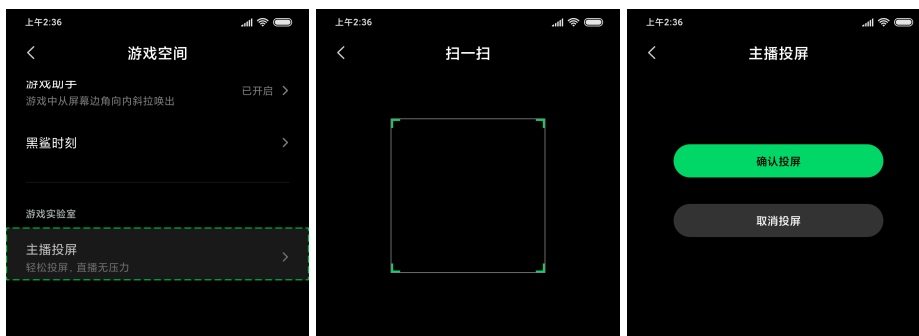 上午2:36
游戏空间
游戏助手
游戏中从屏幕边角向内斜拉唤出
已开启
黑鲨时刻
游戏实验室
主播投屏
轻松投屏，直播无压力
上午2:36
扫一扫
上午2:36
主播投屏
确认投屏
取消投屏